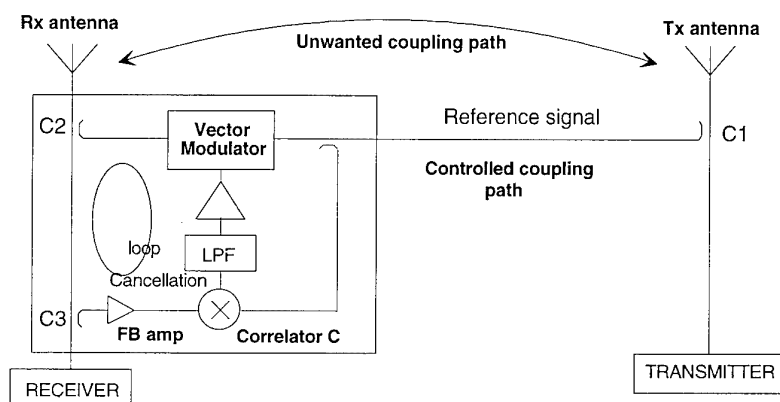 Rx antenna
Tx antenna
Unwanted coupling path
C2
Vector
Modulator
Reference signal
C1
Controlled coupling
path
loop
LPF
Cancellation
C3
FB amp
Correlator C
RECEIVER
TRANSMITTER